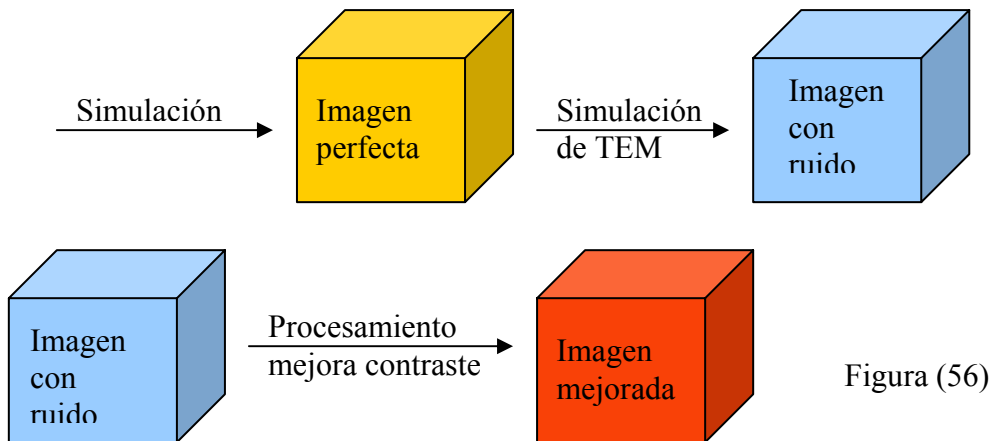 Simulación
Imagen
perfecta
Simulación
de TEM
Imagen
con
ruido
Imagen
con
ruido
Procesamiento
mejora contraste
Imagen
mejorada
Figura (56)